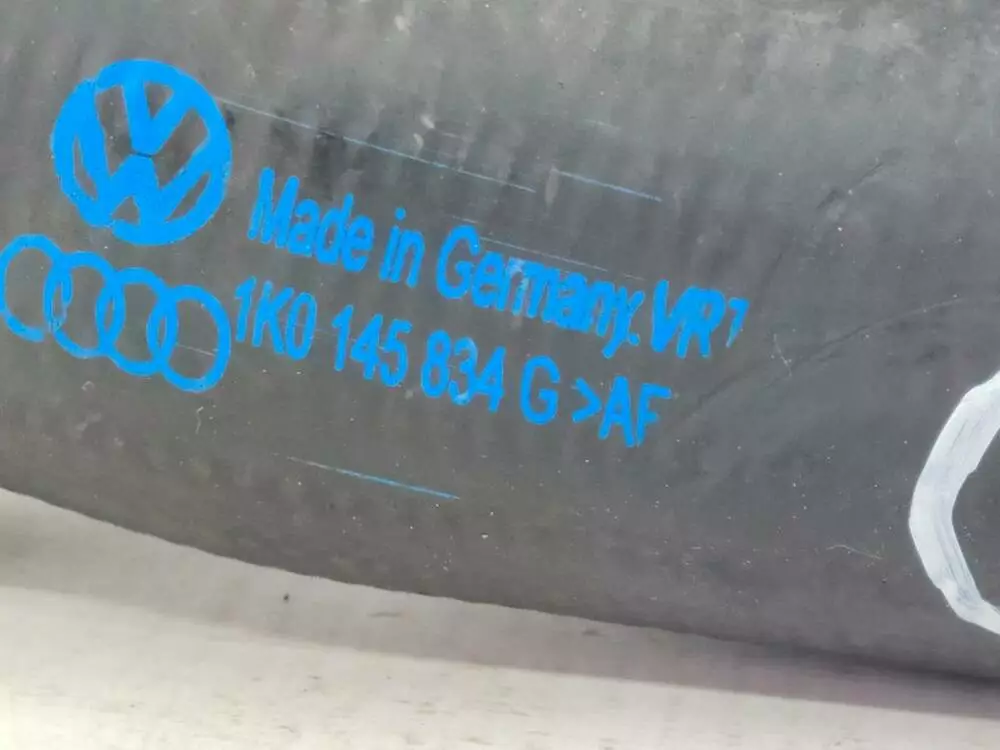 Made in Germany.VR
1K0 145 834 G >AF